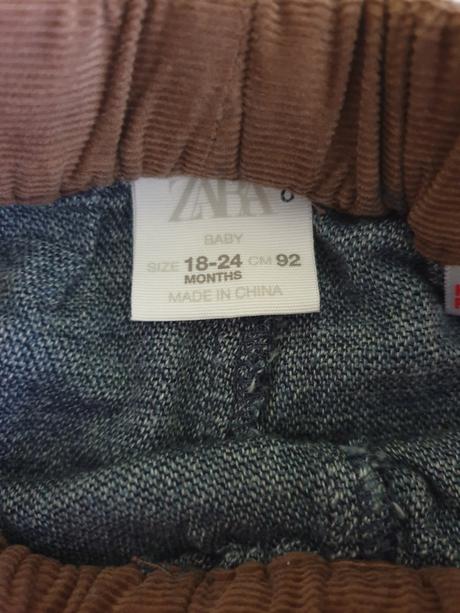 ZARA
BABY
SIZE 18-24 CM 92
MONTHS
MADE IN CHINA